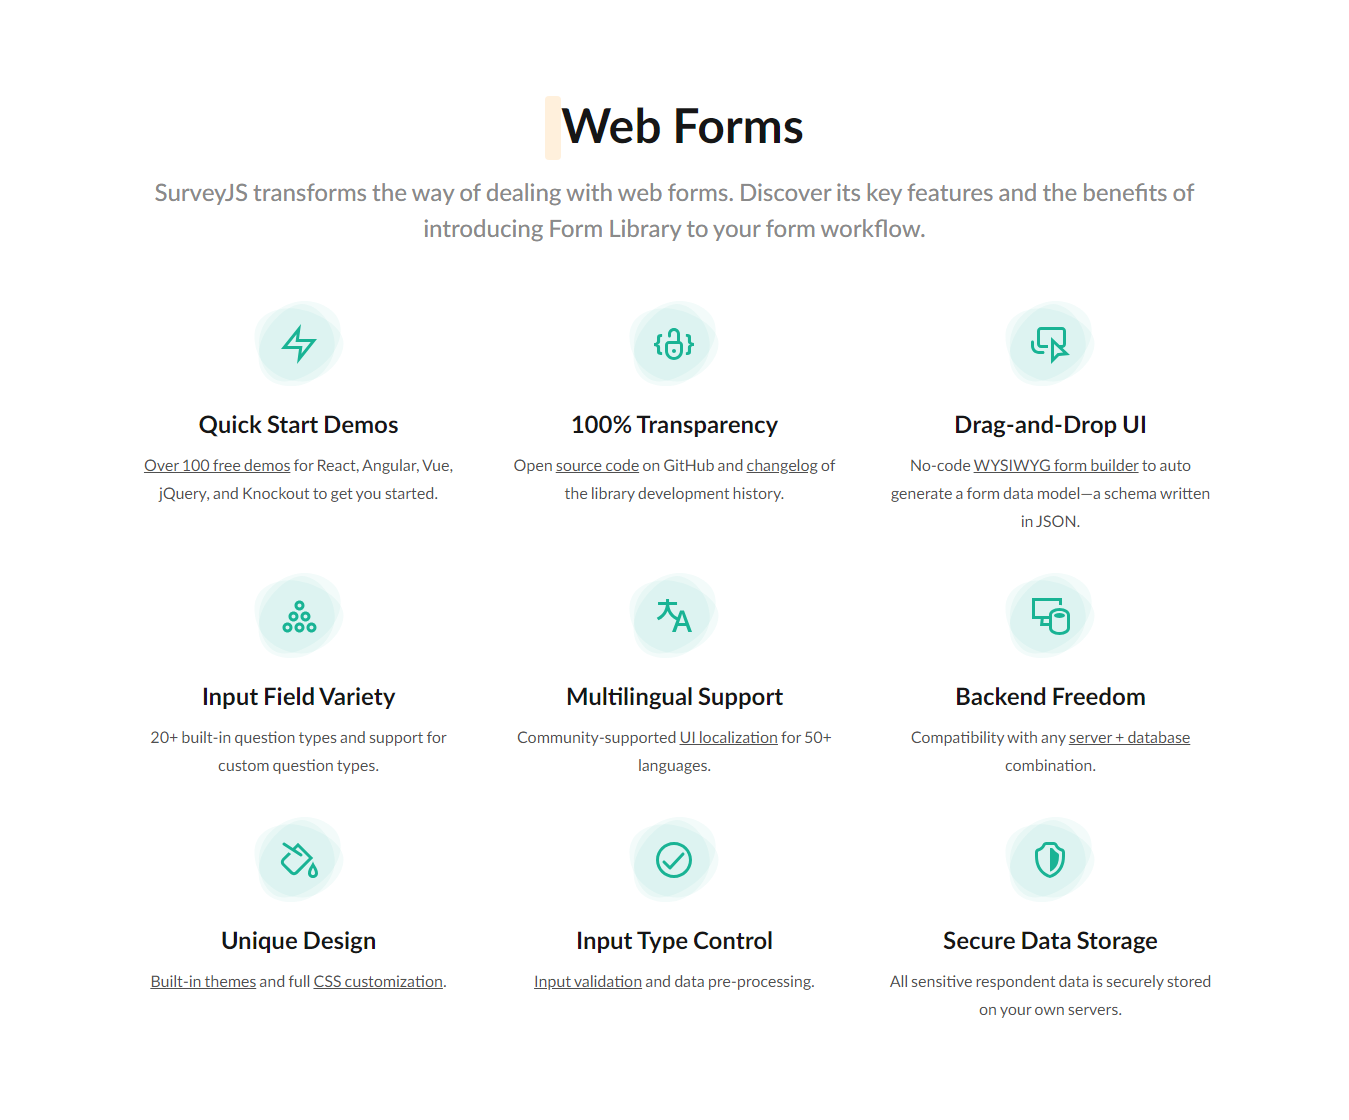 Web Forms
SurveyJS transforms the way of dealing with web forms. Discover its key features and the benefits of
introducing Form Library to your form workflow.
Quick Start Demos
Over 100 free demos for React, Angular, Vue,
jQuery, and Knockout to get you started.
100% Transparency
Open source code on GitHub and changelog of
the library development history.
Drag-and-Drop UI
No-code WYSIWYG form builder to auto
generate a form data model—a schema written
in JSON.
Input Field Variety
20+ built-in question types and support for
custom question types.
Multilingual Support
Community-supported UI localization for 50+
languages.
Backend Freedom
Compatibility with any server + database
combination.
Unique Design
Built-in themes and full CSS customization.
Input Type Control
Input validation and data pre-processing.
Secure Data Storage
All sensitive respondent data is securely stored
on your own servers.